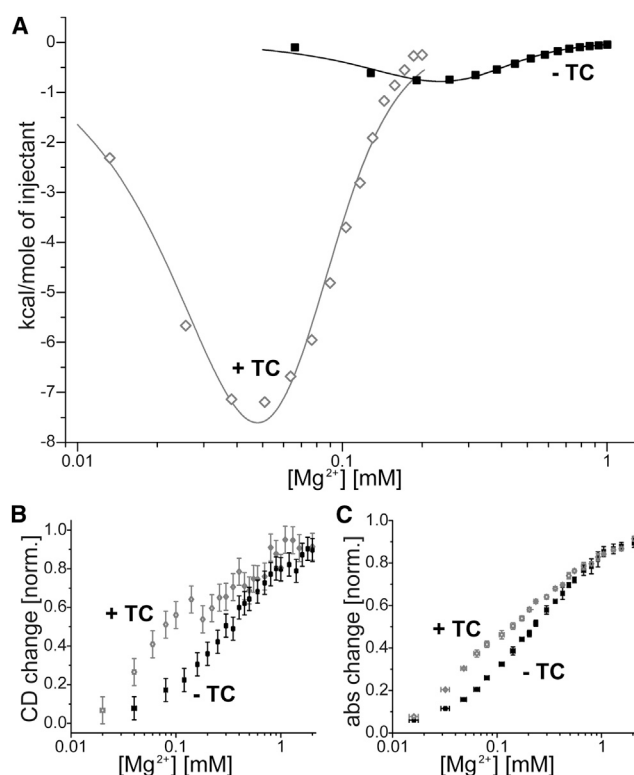 A
0
-1
-2
-3
-4
-5
-6
-7
-8
kcal/mole of injectant
- TC
+ TC
0.01
0.1
1
[Mg²⁺] [mM]
B
1.0
0.8
0.6
0.4
0.2
0.0
CD change [norm.]
+ TC
- TC
0.01
0.1
1
[Mg²⁺] [mM]
C
1.0
0.8
0.6
0.4
0.2
0.0
abs change [norm.]
+ TC
- TC
0.01
0.1
1
[Mg²⁺] [mM]